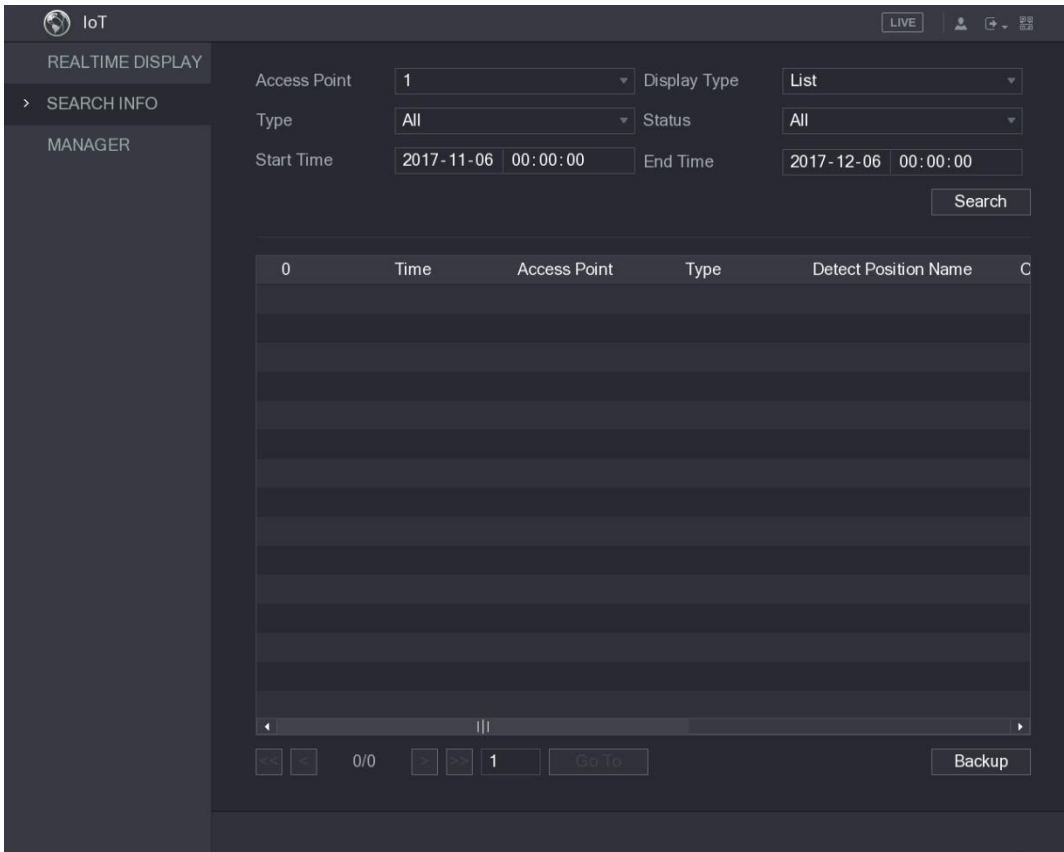 IoT LIVE
REALTIME DISPLAY
SEARCH INFO
MANAGER
Access Point 1 Display Type List
Type All Status All
Start Time 2017-11-06 00:00:00 End Time 2017-12-06 00:00:00
Search
0 Time Access Point Type Detect Position Name C
<< < 0/0 > >> 1 Go To Backup